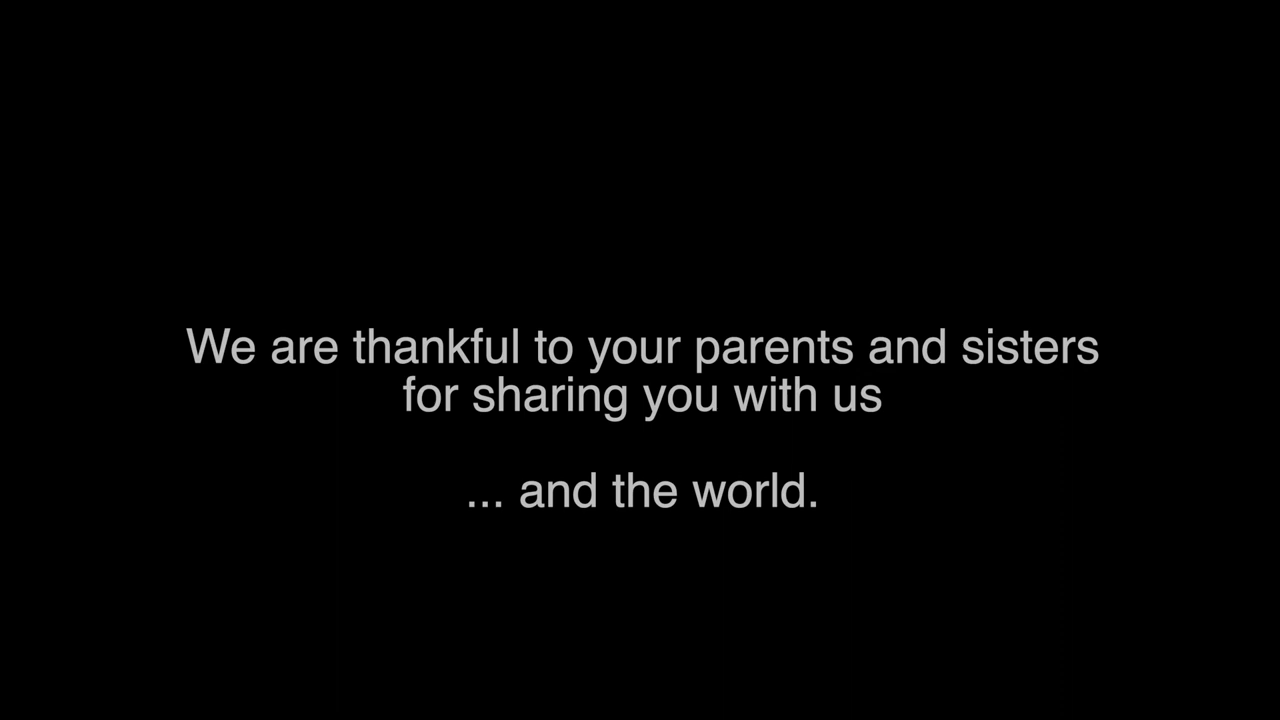 We are thankful to your parents and sisters
for sharing you with us
... and the world.